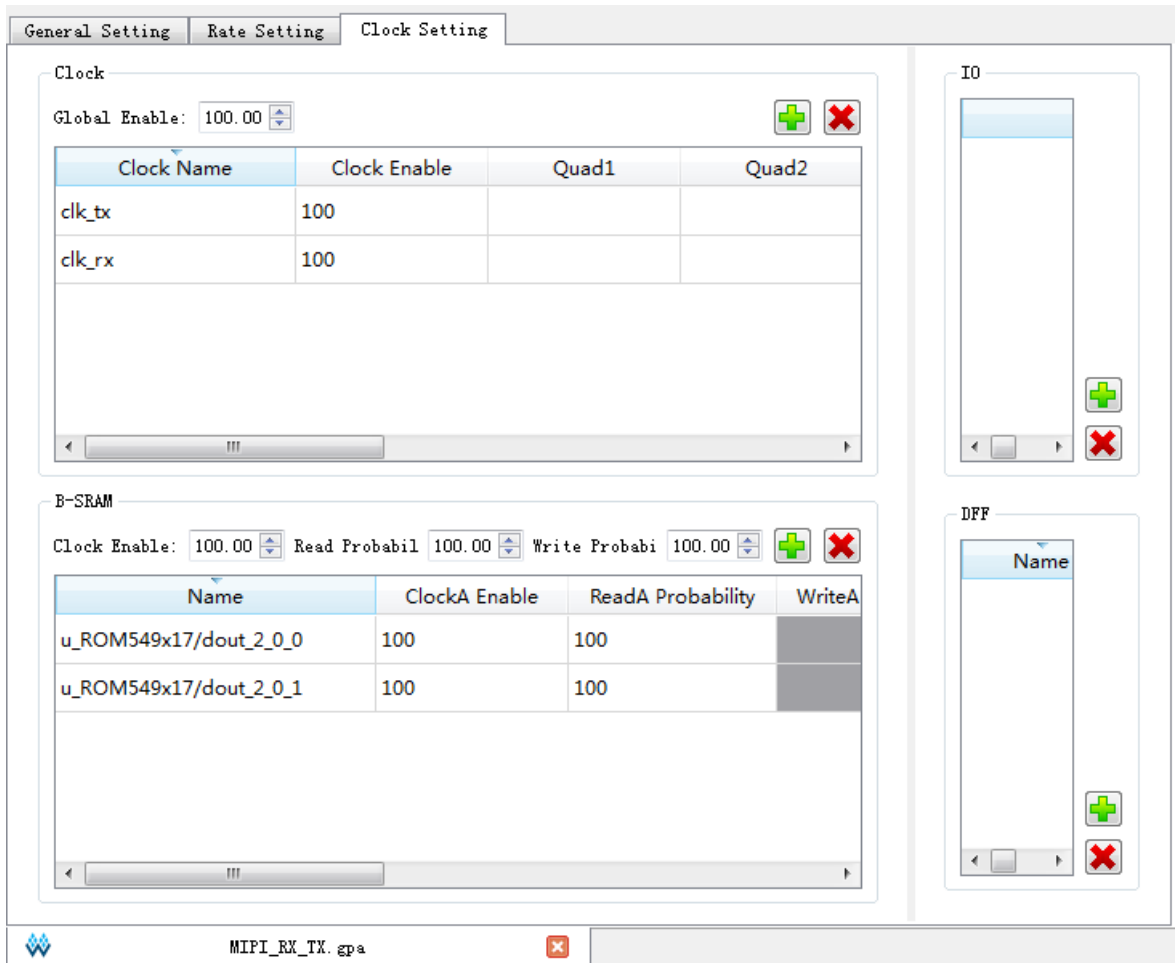 General Setting Rate Setting Clock Setting
Clock
Global Enable: 100.00
Clock Name Clock Enable Quad1 Quad2
clk_tx 100
clk_rx 100
B-SRAM
Clock Enable: 100.00 Read Probabil 100.00 Write Probabi 100.00
Name ClockA Enable ReadA Probability WriteA
u_ROM549x17/dout_2_0_0 100 100
u_ROM549x17/dout_2_0_1 100 100
IO
DFF
Name
MIPI_RX_TX.gpa